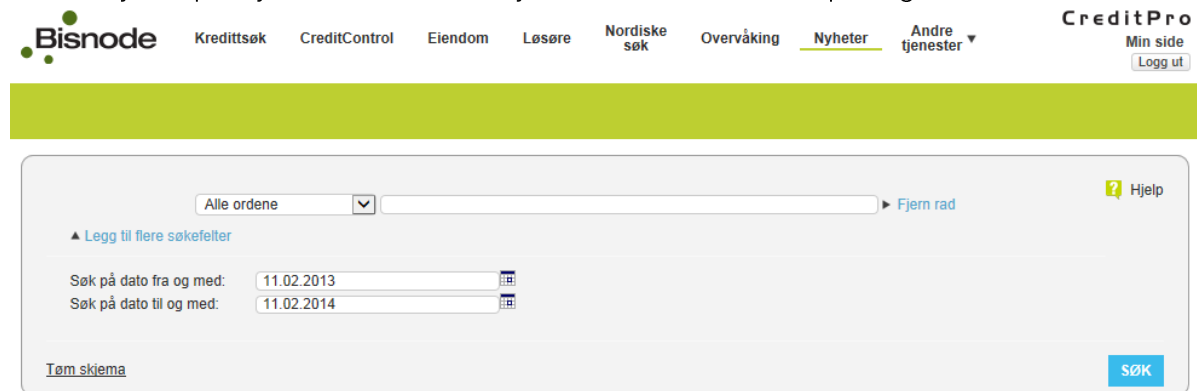 CreditPro
Bisnode Kredittsøk CreditControl Eiendom Løsøre Nordiske søk Overvåking Nyheter Andre tjenester ▼
Min side
Logg ut
Alle ordene ▶ Fjern rad
? Hjelp
▲ Legg til flere søkefelter
Søk på dato fra og med: 11.02.2013
Søk på dato til og med: 11.02.2014
Tøm skjema
SØK